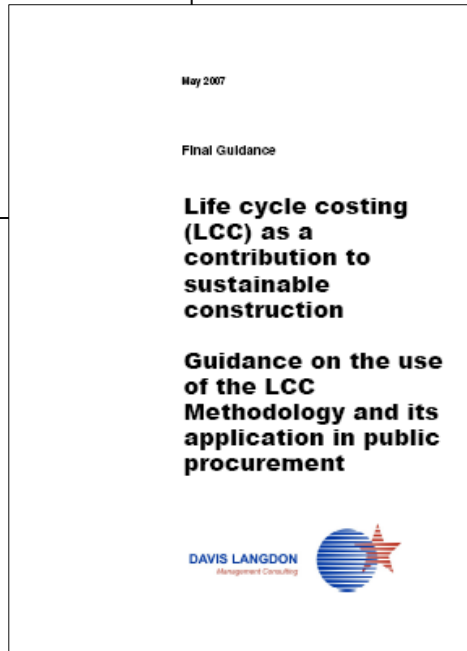 May 2007
Final Guidance
Life cycle costing
(LCC) as a
contribution to
sustainable
construction
Guidance on the use
of the LCC
Methodology and its
application in public
procurement
DAVIS LANGDON
Management Consulting